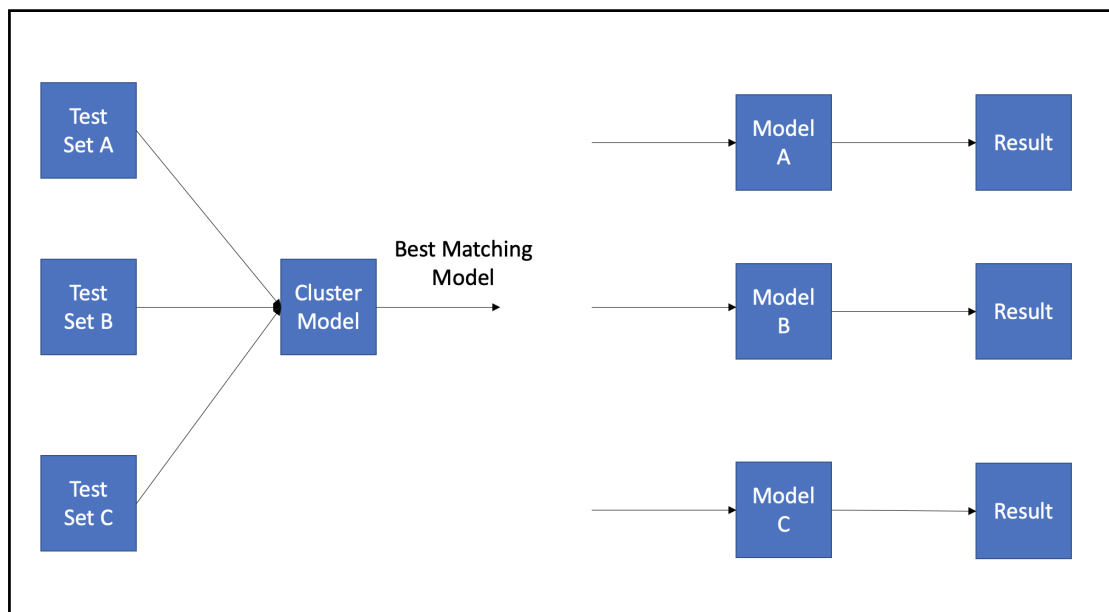 Test
Set A
Test
Set B
Test
Set C
Cluster
Model
Best Matching
Model
Model
A
Result
Model
B
Result
Model
C
Result